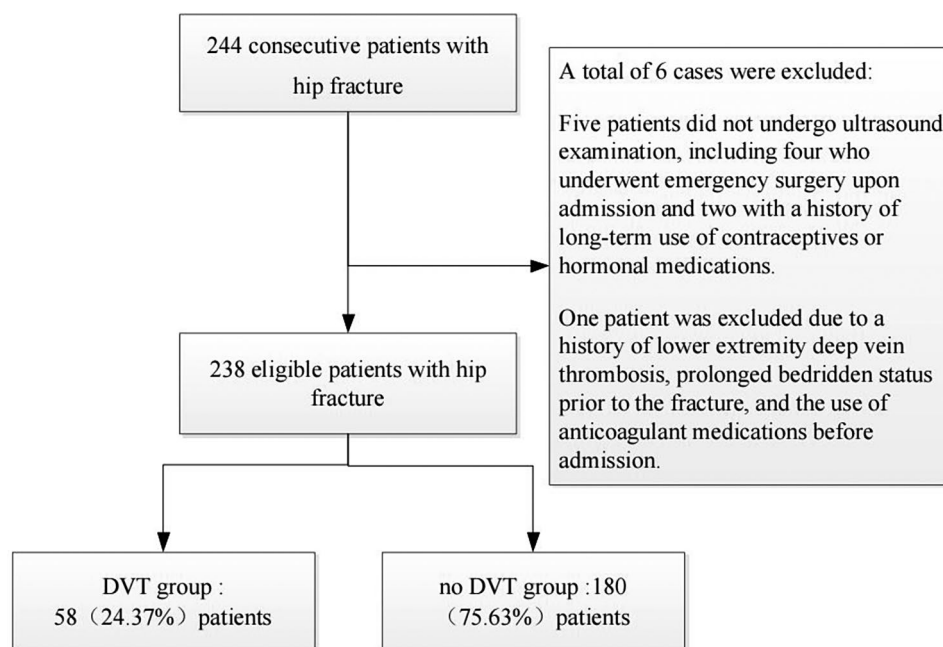 244 consecutive patients with
hip fracture
A total of 6 cases were excluded:
Five patients did not undergo ultrasound
examination, including four who
underwent emergency surgery upon
admission and two with a history of
long-term use of contraceptives or
hormonal medications.
One patient was excluded due to a
history of lower extremity deep vein
thrombosis, prolonged bedridden status
prior to the fracture, and the use of
anticoagulant medications before
admission.
238 eligible patients with hip
fracture
DVT group :
58（24.37%）patients
no DVT group :180
（75.63%）patients